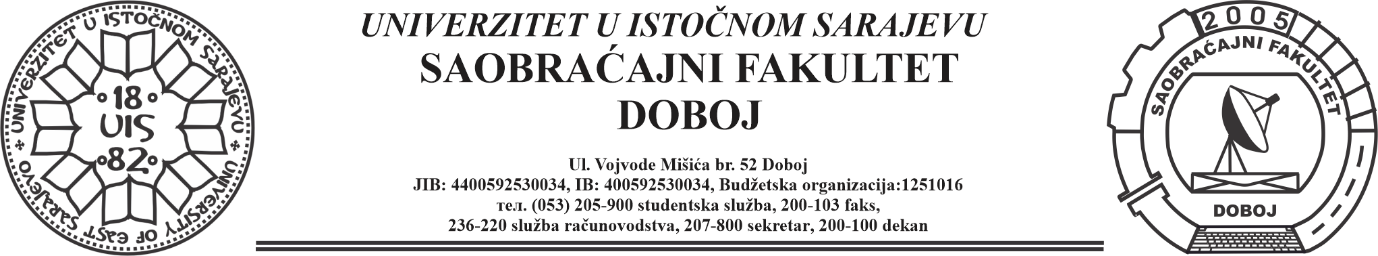 UNIVERZITET U ISTOČNOM SARAJEVU
UNIVERSITY OF EAST SARAJEVO
18
UIS
82
UNIVERZITET U ISTOČNOM SARAJEVU
SAOBRAĆAJNI FAKULTET
DOBOJ
Ul. Vojvode Mišića br. 52 Doboj
JIB: 4400592530034, IB: 400592530034, Budžetska organizacija:1251016
тел. (053) 205-900 studentska služba, 200-103 faks,
236-220 služba računovodstva, 207-800 sekretar, 200-100 dekan
2005
SAOBRAĆAJNI FAKULTET
DOBOJ